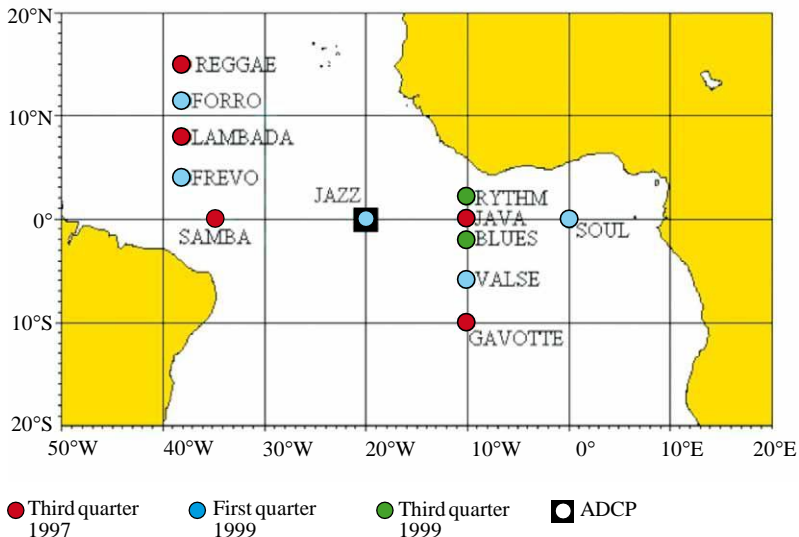 20°N
REGGAE
FORRO
10°N
LAMBADA
FREVO
JAZZ
RYTHM
0°
JAVA
SAMBA
BLUES
SOUL
VALSE
10°S
GAVOTTE
20°S
50°W 40°W 30°W 20°W 10°W 0° 10°E 20°E
Third quarter 1997
First quarter 1999
Third quarter 1999
ADCP